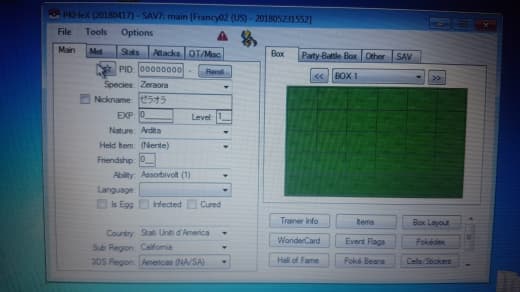 PKHeX (20180417) - SAV7: main [Francy02 (US) - 20180523155​2]
File Tools Options
Main Met Stats Attacks OT/Misc
PID: 00000000 - Reroll
Species: Zeraora
Nickname: ゼラオラ
EXP: 0 Level: 1
Nature: Ardita
Held Item: (Niente)
Friendship: 0
Ability: Assorbivolt (1)
Language:
Is Egg Infected Cured
Country: Stati Uniti d'America
Sub Region: California
3DS Region: Americas (NA/SA)
Box Party-Battle Box Other SAV
<< BOX 1 >>
Trainer Info Items Box Layout
WonderCard Event Flags Pokédex
Hall of Fame Poké Beans Cells/Stickers